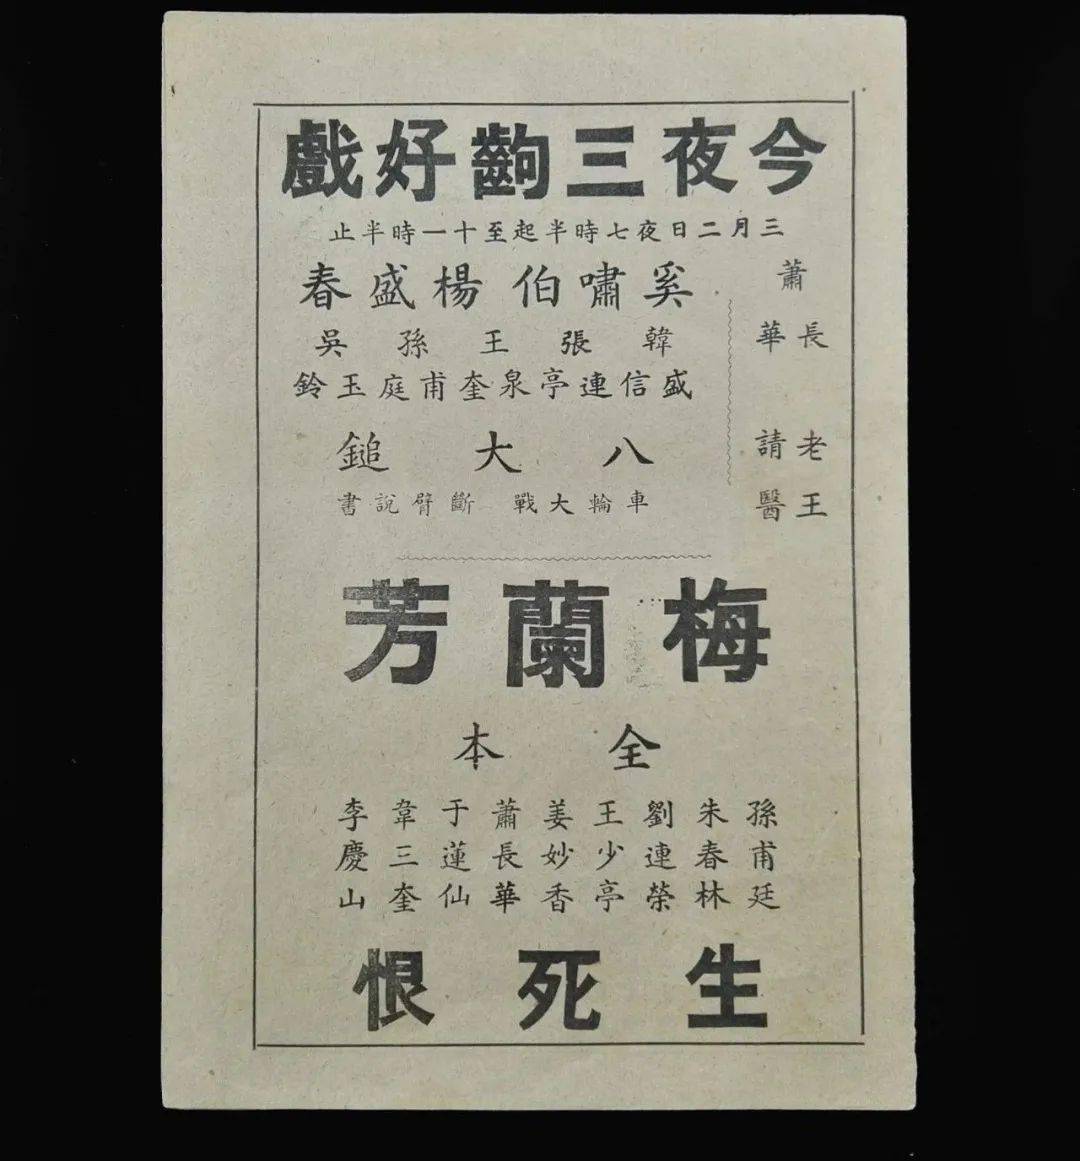 今夜三齣好戲
三月二日夜七時半起至十一時半止
蕭長華
老王請醫
奚嘯伯 楊盛春
韓張王孫吳
盛信連亭泉奎甫庭玉鈴
八大鎚
車輪大戰 斷臂說書
梅蘭芳
全本
孫甫廷
朱春林
劉連榮
王少亭
姜妙香
蕭長華
于蓮仙
韋三奎
李慶山
生死恨